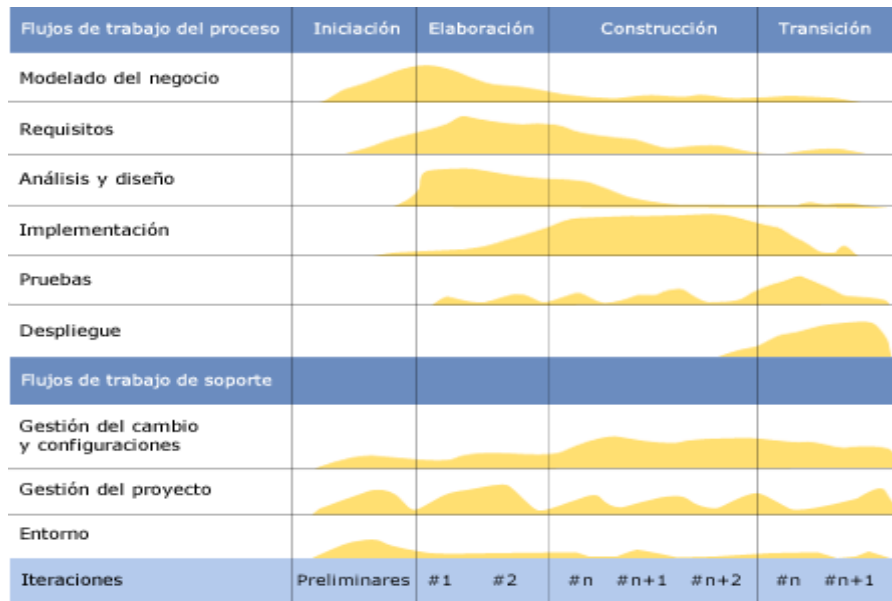 Flujos de trabajo del proceso Iniciación Elaboración Construcción Transición
Modelado del negocio
Requisitos
Análisis y diseño
Implementación
Pruebas
Despliegue
Flujos de trabajo de soporte
Gestión del cambio
y configuraciones
Gestión del proyecto
Entorno
Iteraciones Preliminares #1 #2 #n #n+1 #n+2 #n #n+1